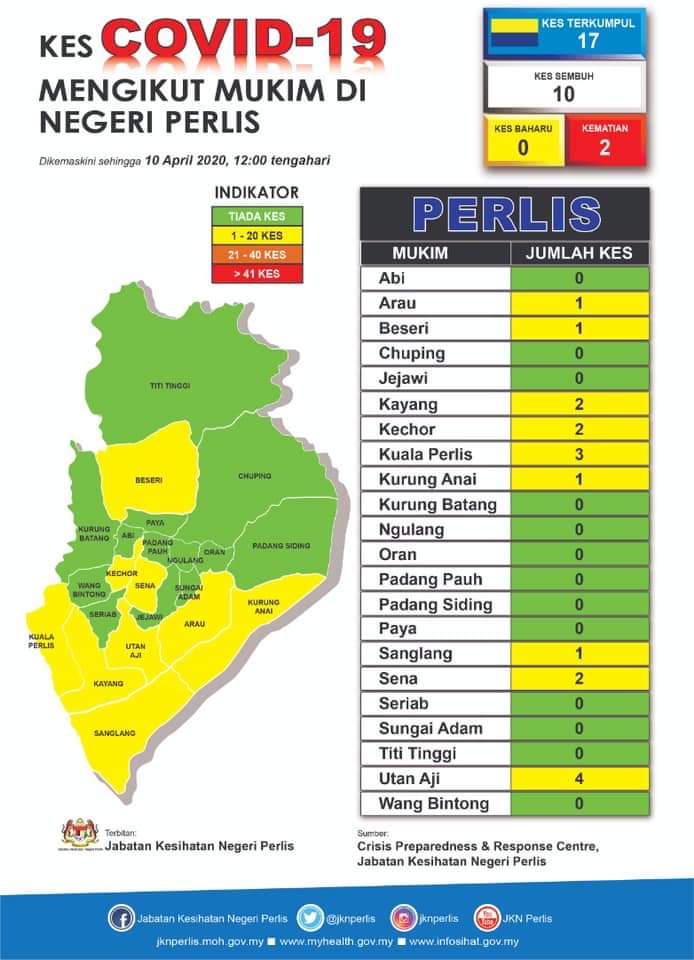 KES COVID-19
MENGIKUT MUKIM DI
NEGERI PERLIS
Dikemaskini sehingga 10 April 2020, 12:00 tengahari
KES TERKUMPUL
17
KES SEMBUH
10
KES BAHARU
0
KEMATIAN
2
INDIKATOR
TIADA KES
1 - 20 KES
21 - 40 KES
> 41 KES
TITI TINGGI
BESERI
CHUPING
KURUNG
BATANG
PAYA
ABI
PADANG
PAUH
ORAN
NGULANG
PADANG SIDING
KECHOR
WANG
BINTONG
SENA
SUNGAI
ADAM
SERIAB
JEJAWI
ARAU
KURUNG
ANAI
KUALA
PERLIS
UTAN
AJI
KAYANG
SANGLANG
PERLIS
MUKIM JUMLAH KES
Abi 0
Arau 1
Beseri 1
Chuping 0
Jejawi 0
Kayang 2
Kechor 2
Kuala Perlis 3
Kurung Anai 1
Kurung Batang 0
Ngulang 0
Oran 0
Padang Pauh 0
Padang Siding 0
Paya 0
Sanglang 1
Sena 2
Seriab 0
Sungai Adam 0
Titi Tinggi 0
Utan Aji 4
Wang Bintong 0
Terbitan:
Jabatan Kesihatan Negeri Perlis
Sumber:
Crisis Preparedness & Response Centre,
Jabatan Kesihatan Negeri Perlis
Jabatan Kesihatan Negeri Perlis @jknperlis jknperlis JKN Perlis
jknperlis.moh.gov.my ■ www.myhealth.gov.my ■ www.infosihat.gov.my